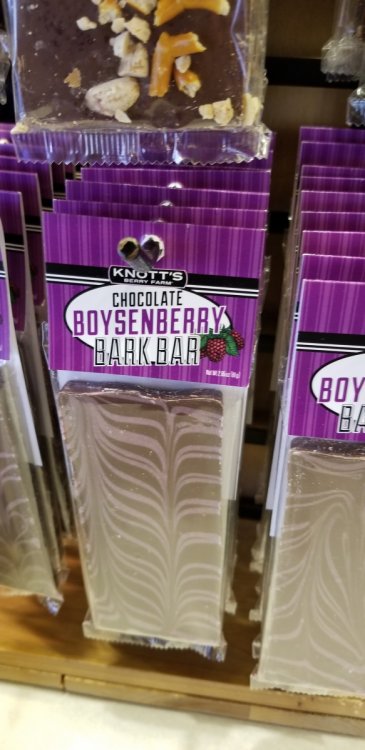 KNOTT'S
BERRY FARM
CHOCOLATE
BOYSENBERRY
BARK BAR
BOY
BA